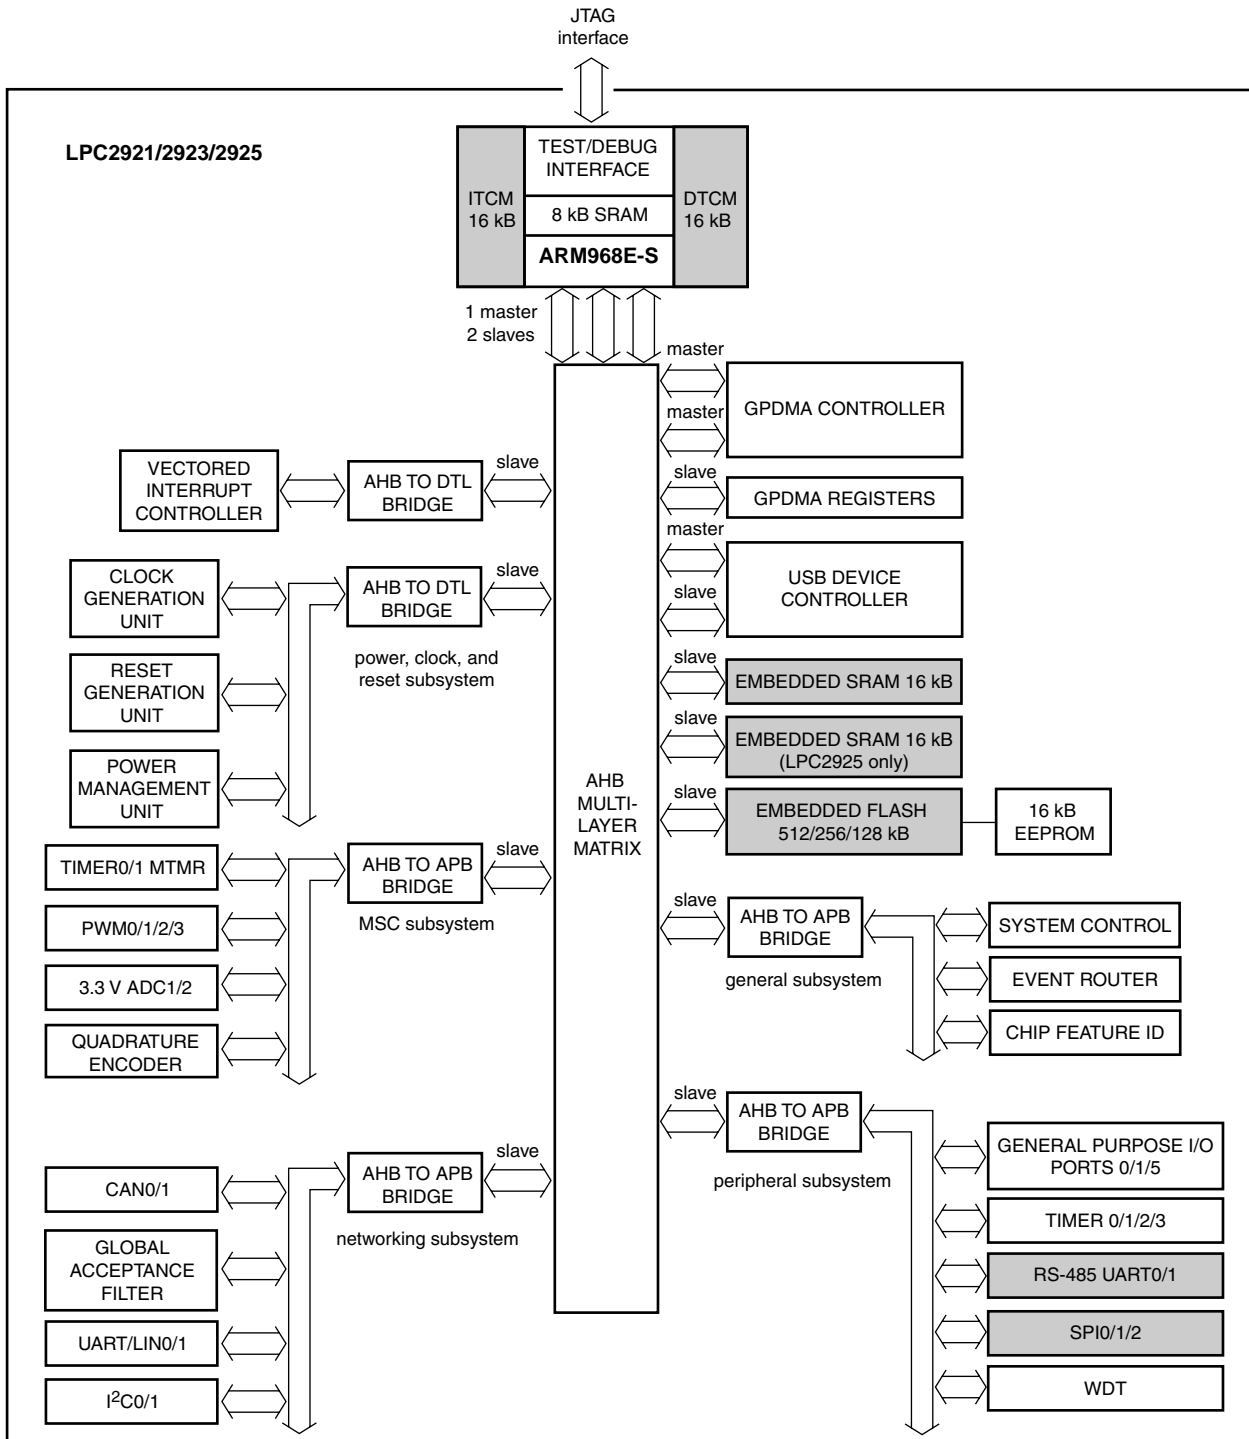 JTAG
interface
LPC2921/2923/2925
ITCM
16 kB
TEST/DEBUG
INTERFACE
8 kB SRAM
ARM968E-S
DTCM
16 kB
1 master
2 slaves
master
GPDMA CONTROLLER
master
slave
GPDMA REGISTERS
master
USB DEVICE
CONTROLLER
slave
slave
EMBEDDED SRAM 16 kB
slave
EMBEDDED SRAM 16 kB
(LPC2925 only)
slave
EMBEDDED FLASH
512/256/128 kB
16 kB
EEPROM
AHB
MULTI-
LAYER
MATRIX
VECTORED
INTERRUPT
CONTROLLER
AHB TO DTL
BRIDGE
slave
CLOCK
GENERATION
UNIT
AHB TO DTL
BRIDGE
slave
power, clock, and
reset subsystem
RESET
GENERATION
UNIT
POWER
MANAGEMENT
UNIT
TIMER0/1 MTMR
AHB TO APB
BRIDGE
slave
MSC subsystem
PWM0/1/2/3
3.3 V ADC1/2
QUADRATURE
ENCODER
slave
AHB TO APB
BRIDGE
general subsystem
SYSTEM CONTROL
EVENT ROUTER
CHIP FEATURE ID
slave
AHB TO APB
BRIDGE
peripheral subsystem
GENERAL PURPOSE I/O
PORTS 0/1/5
TIMER 0/1/2/3
RS-485 UART0/1
SPI0/1/2
WDT
CAN0/1
AHB TO APB
BRIDGE
slave
networking subsystem
GLOBAL
ACCEPTANCE
FILTER
UART/LIN0/1
I2C0/1